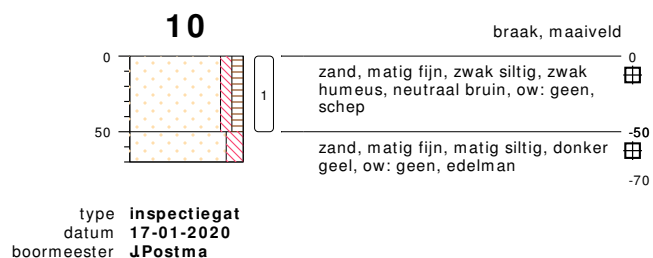 10
braak, maaiveld
0
0
zand, matig fijn, zwak siltig, zwak
humeus, neutraal bruin, ow: geen,
schep
1
50
-50
zand, matig fijn, matig siltig, donker
geel, ow: geen, edelman
-70
type inspectiegat
datum 17-01-2020
boormeester J.Postma